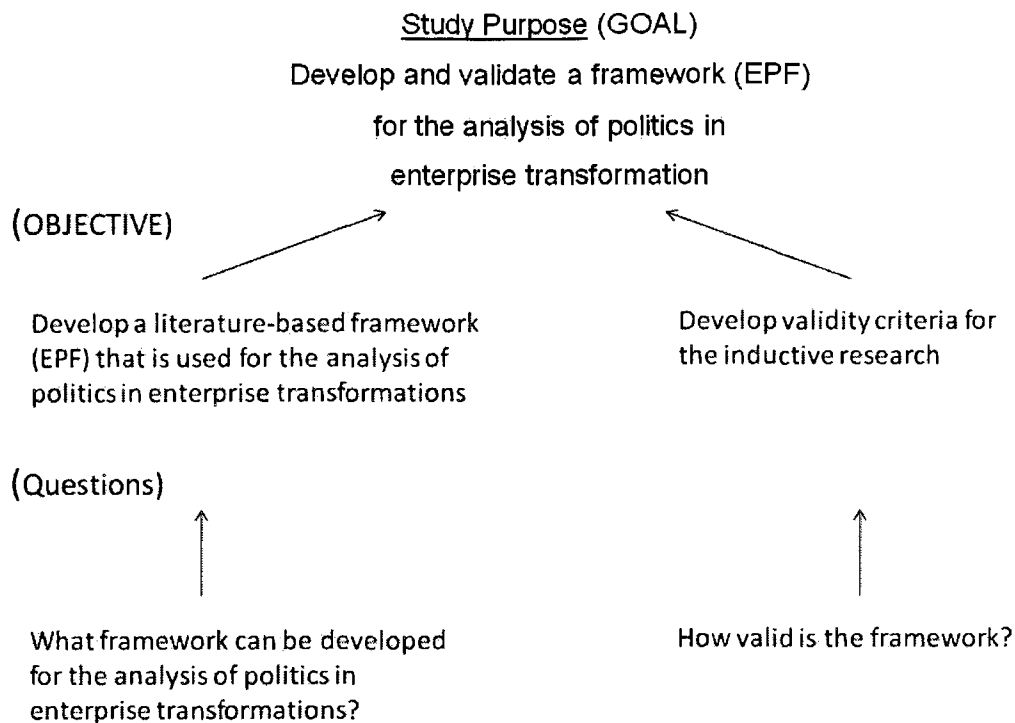 Study Purpose (GOAL)
Develop and validate a framework (EPF)
for the analysis of politics in
enterprise transformation
(OBJECTIVE)
Develop a literature-based framework
(EPF) that is used for the analysis of
politics in enterprise transformations
Develop validity criteria for
the inductive research
(Questions)
What framework can be developed
for the analysis of politics in
enterprise transformations?
How valid is the framework?